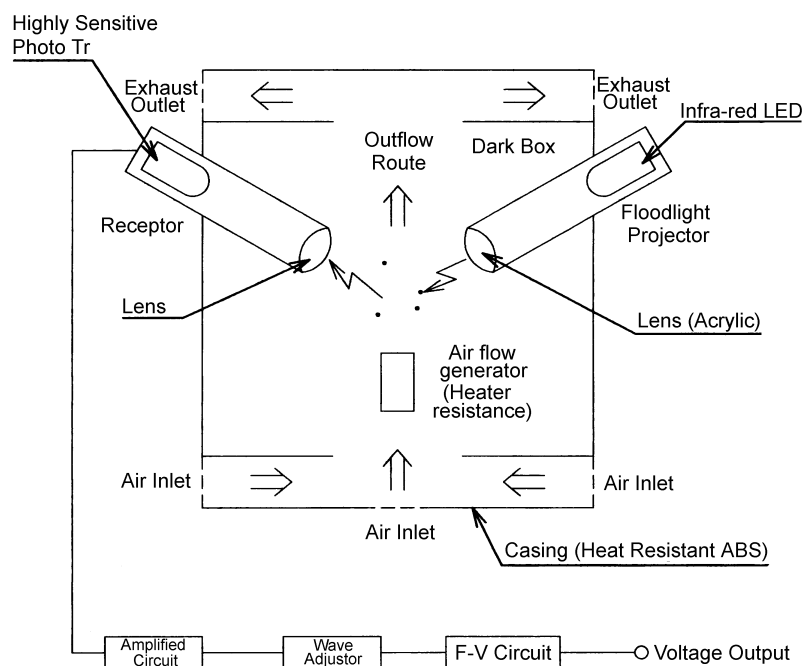 Highly Sensitive
Photo Tr
Exhaust
Outlet
Exhaust
Outlet
Infra-red LED
Outflow
Route
Dark Box
Receptor
Floodlight
Projector
Lens
Lens (Acrylic)
Air flow
generator
(Heater
resistance)
Air Inlet
Air Inlet
Air Inlet
Casing (Heat Resistant ABS)
Amplified
Circuit
Wave
Adjustor
F-V Circuit
Voltage Output